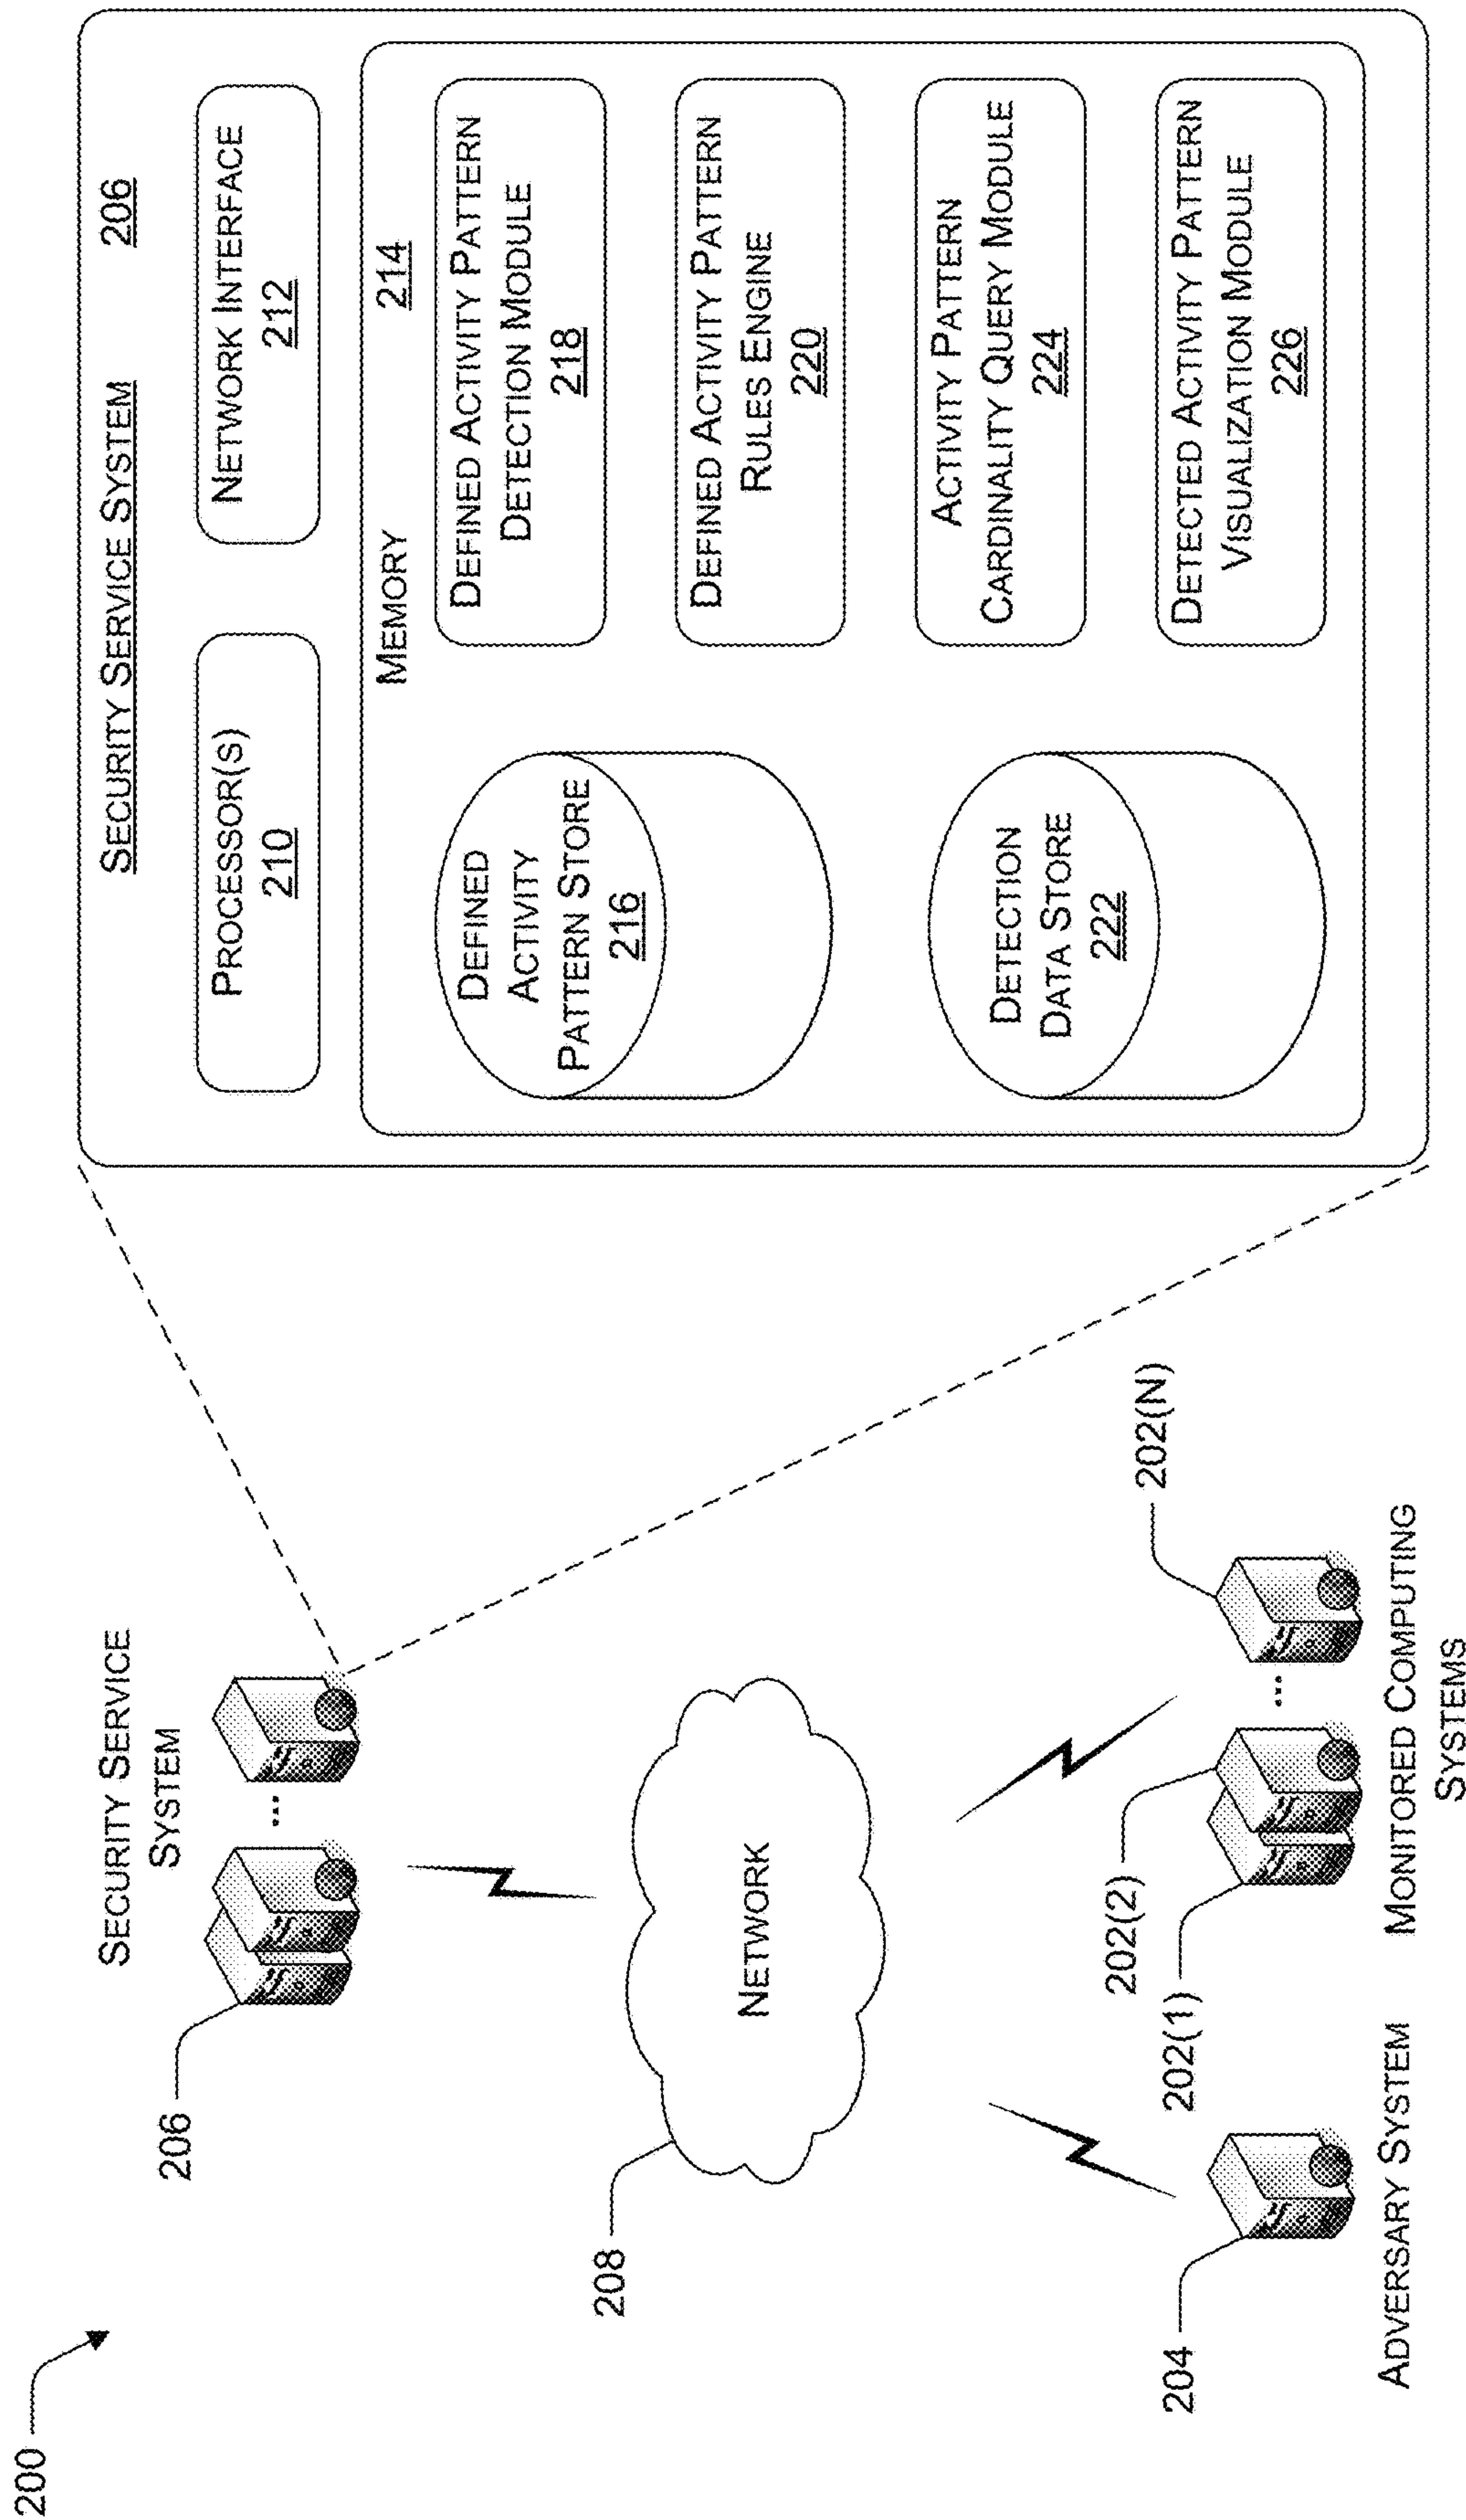 200
SECURITY SERVICE
SYSTEM
206
208
NETWORK
204
ADVERSARY SYSTEM
202(1)
202(2)
202(N)
MONITORED COMPUTING
SYSTEMS
SECURITY SERVICE SYSTEM 206
PROCESSOR(S)
210
NETWORK INTERFACE
212
MEMORY 214
DEFINED
ACTIVITY
PATTERN STORE
216
DETECTION
DATA STORE
222
DEFINED ACTIVITY PATTERN
DETECTION MODULE
218
DEFINED ACTIVITY PATTERN
RULES ENGINE
220
ACTIVITY PATTERN
CARDINALITY QUERY MODULE
224
DETECTED ACTIVITY PATTERN
VISUALIZATION MODULE
226